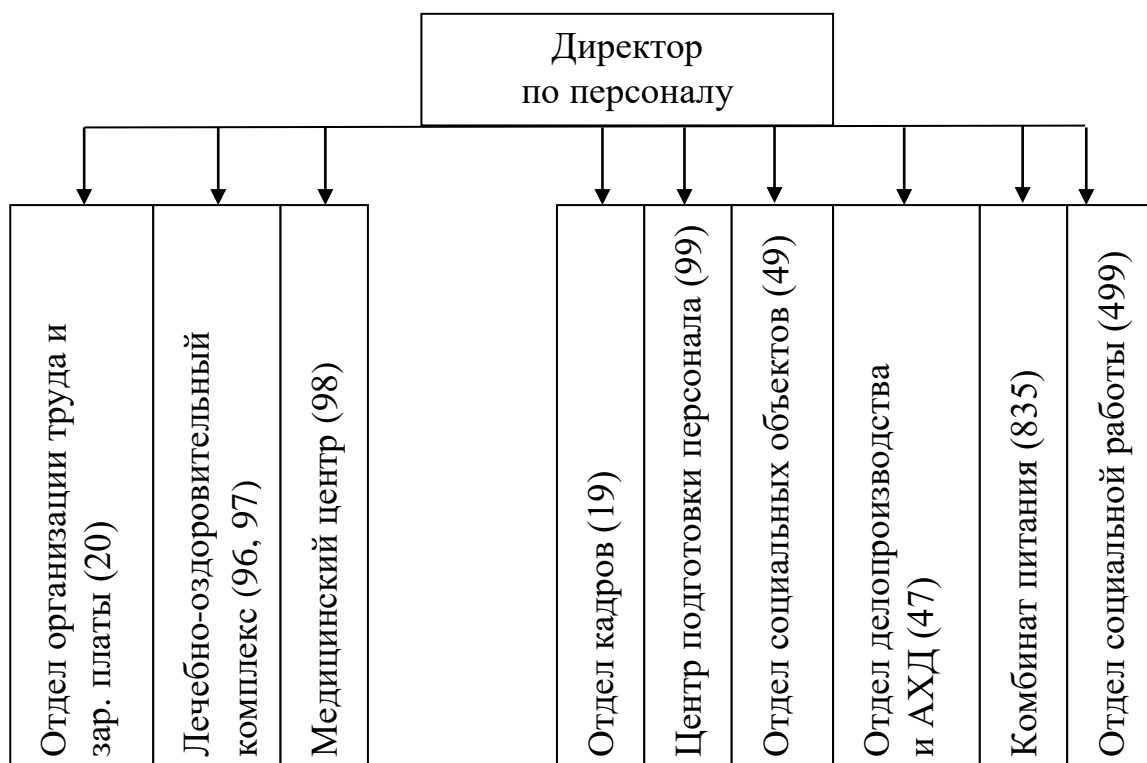 Директор
по персоналу
Отдел организации труда и
зар. платы (20)
Лечебно-оздоровительный
комплекс (96, 97)
Медицинский центр (98)
Отдел кадров (19)
Центр подготовки персонала (99)
Отдел социальных объектов (49)
Отдел делопроизводства
и АХД (47)
Комбинат питания (835)
Отдел социальной работы (499)